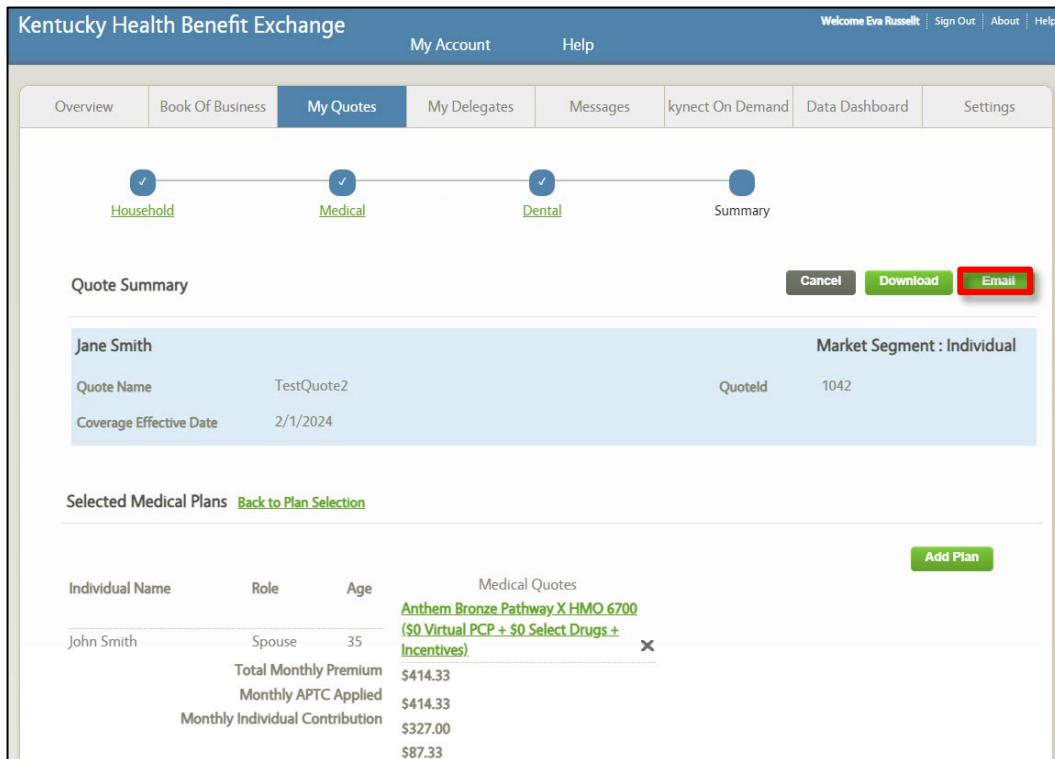 Kentucky Health Benefit Exchange
Welcome Eva Russellt Sign Out About Help
My Account Help
Overview Book Of Business My Quotes My Delegates Messages kynect On Demand Data Dashboard Settings
Household Medical Dental Summary
Quote Summary Cancel Download Email
Jane Smith Market Segment : Individual
Quote Name TestQuote2 QuoteId 1042
Coverage Effective Date 2/1/2024
Selected Medical Plans Back to Plan Selection
Add Plan
Individual Name Role Age Medical Quotes
Anthem Bronze Pathway X HMO 6700
($0 Virtual PCP + $0 Select Drugs +
Incentives)
John Smith Spouse 35
$414.33
Total Monthly Premium $414.33
Monthly APTC Applied $327.00
Monthly Individual Contribution $87.33